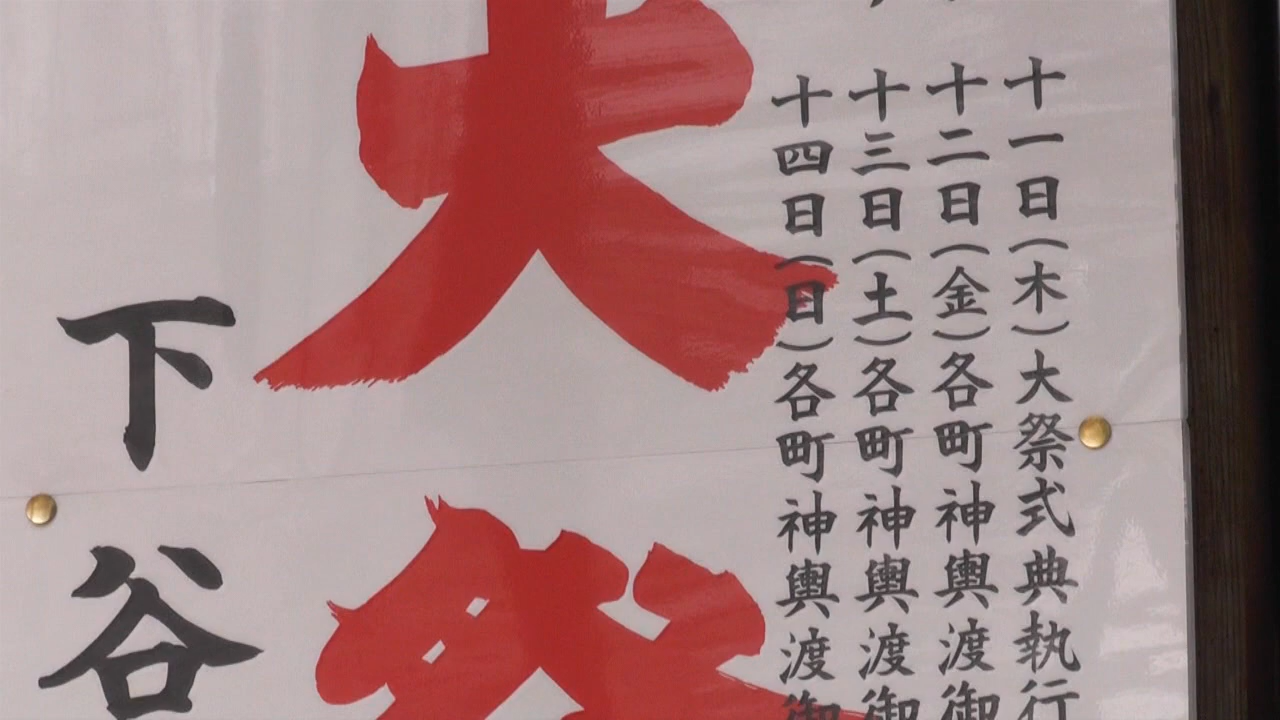 十一日(木)大祭式典執行
十二日(金)各町神輿渡御
十三日(土)各町神輿渡御
十四日(日)各町神輿渡御
大祭
下谷